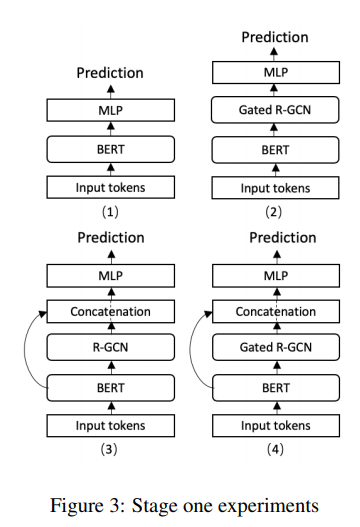 Prediction
MLP
BERT
Input tokens
(1)
Prediction
MLP
Gated R-GCN
BERT
Input tokens
(2)
Prediction
MLP
Concatenation
R-GCN
BERT
Input tokens
(3)
Prediction
MLP
Concatenation
Gated R-GCN
BERT
Input tokens
(4)
Figure 3: Stage one experiments